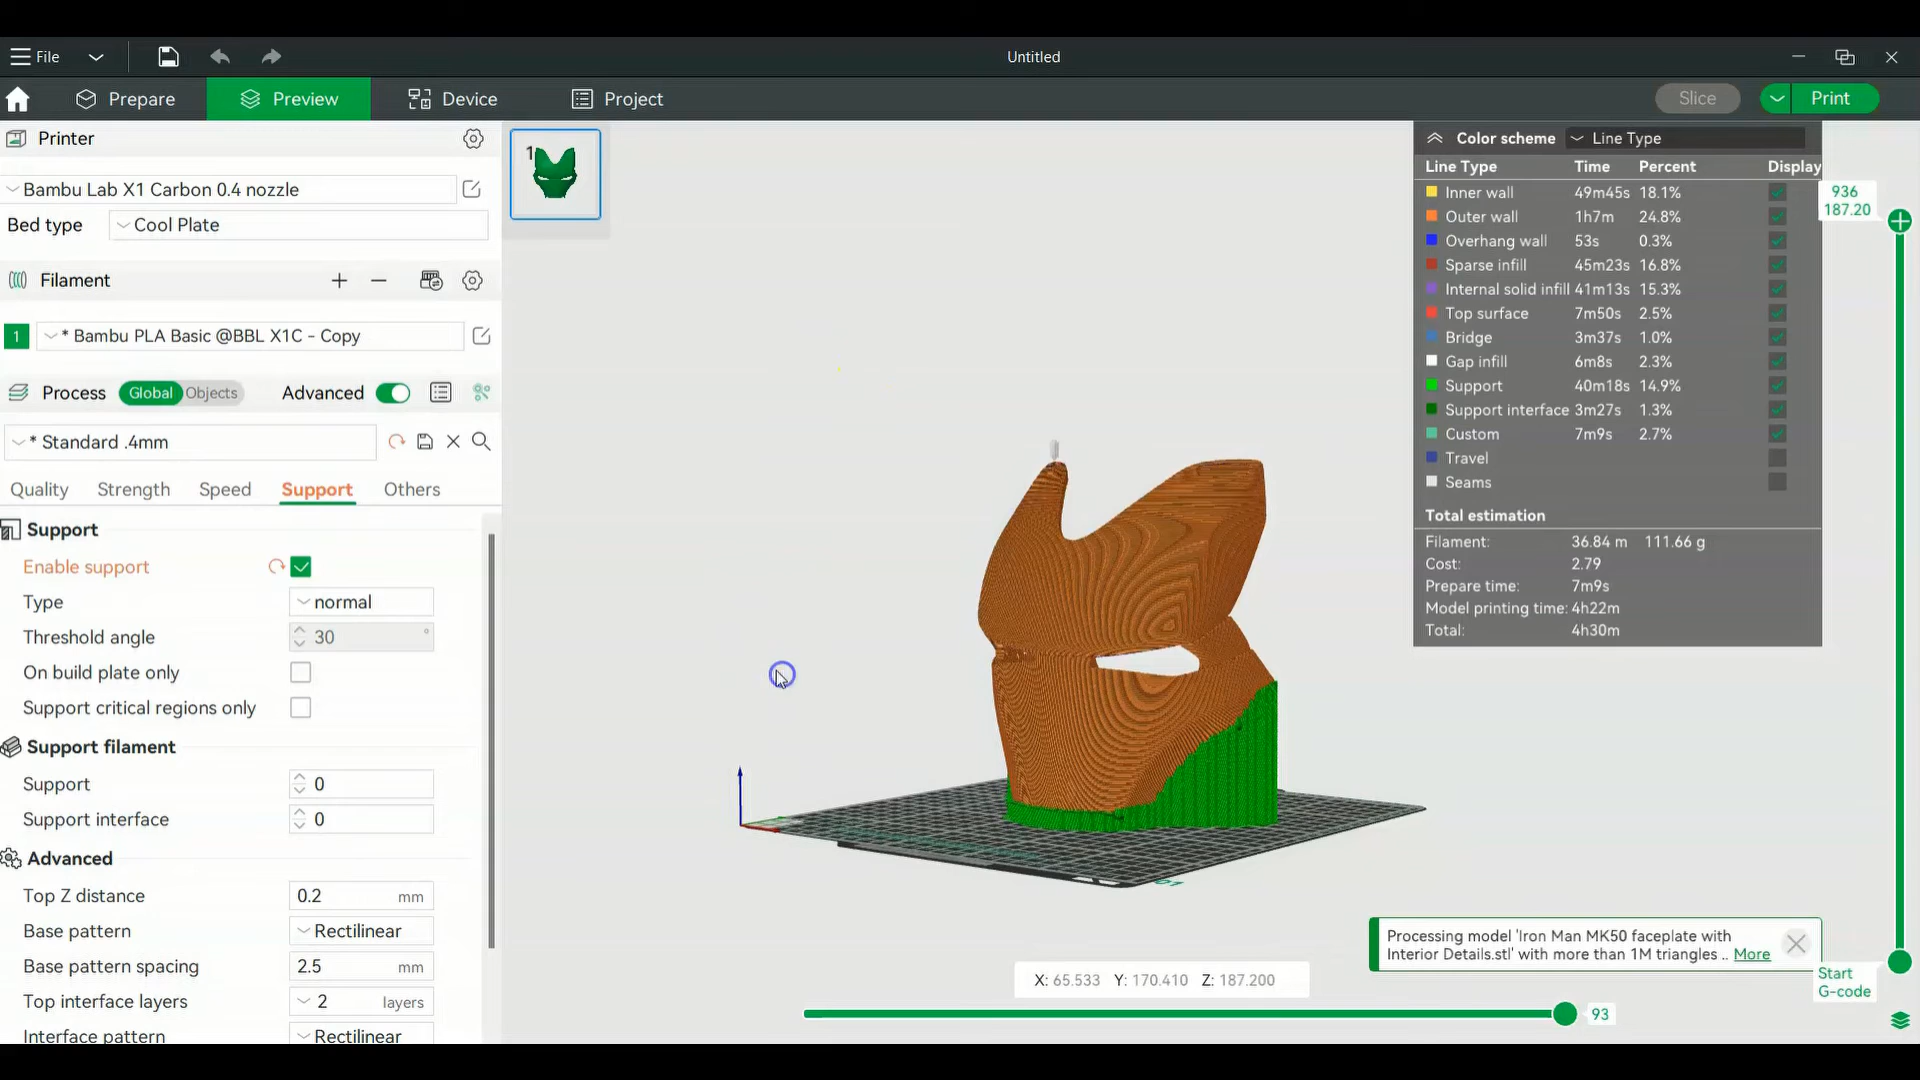 File
Untitled
Prepare
Preview
Device
Project
Slice
Print
Printer
Bambu Lab X1 Carbon 0.4 nozzle
Bed type
Cool Plate
Filament
1
* Bambu PLA Basic @BBL X1C - Copy
Process
Global
Objects
Advanced
* Standard .4mm
Quality
Strength
Speed
Support
Others
Support
Enable support
Type
normal
Threshold angle
30 °
On build plate only
Support critical regions only
Support filament
Support
0
Support interface
0
Advanced
Top Z distance
0.2 mm
Base pattern
Rectilinear
Base pattern spacing
2.5 mm
Top interface layers
2 layers
Interface pattern
Rectilinear
1
Color scheme
Line Type
Line Type Time Percent Display
Inner wall 49m45s 18.1%
Outer wall 1h7m 24.8%
Overhang wall 53s 0.3%
Sparse infill 45m23s 16.8%
Internal solid infill 41m13s 15.3%
Top surface 7m50s 2.5%
Bridge 3m37s 1.0%
Gap infill 6m8s 2.3%
Support 40m18s 14.9%
Support interface 3m27s 1.3%
Custom 7m9s 2.7%
Travel
Seams
Total estimation
Filament: 36.84 m 111.66 g
Cost: 2.79
Prepare time: 7m9s
Model printing time: 4h22m
Total: 4h30m
936
187.20
01
Processing model 'Iron Man MK50 faceplate with
Interior Details.stl' with more than 1M triangles .. More
X: 65.533 Y: 170.410 Z: 187.200
Start
G-code
93